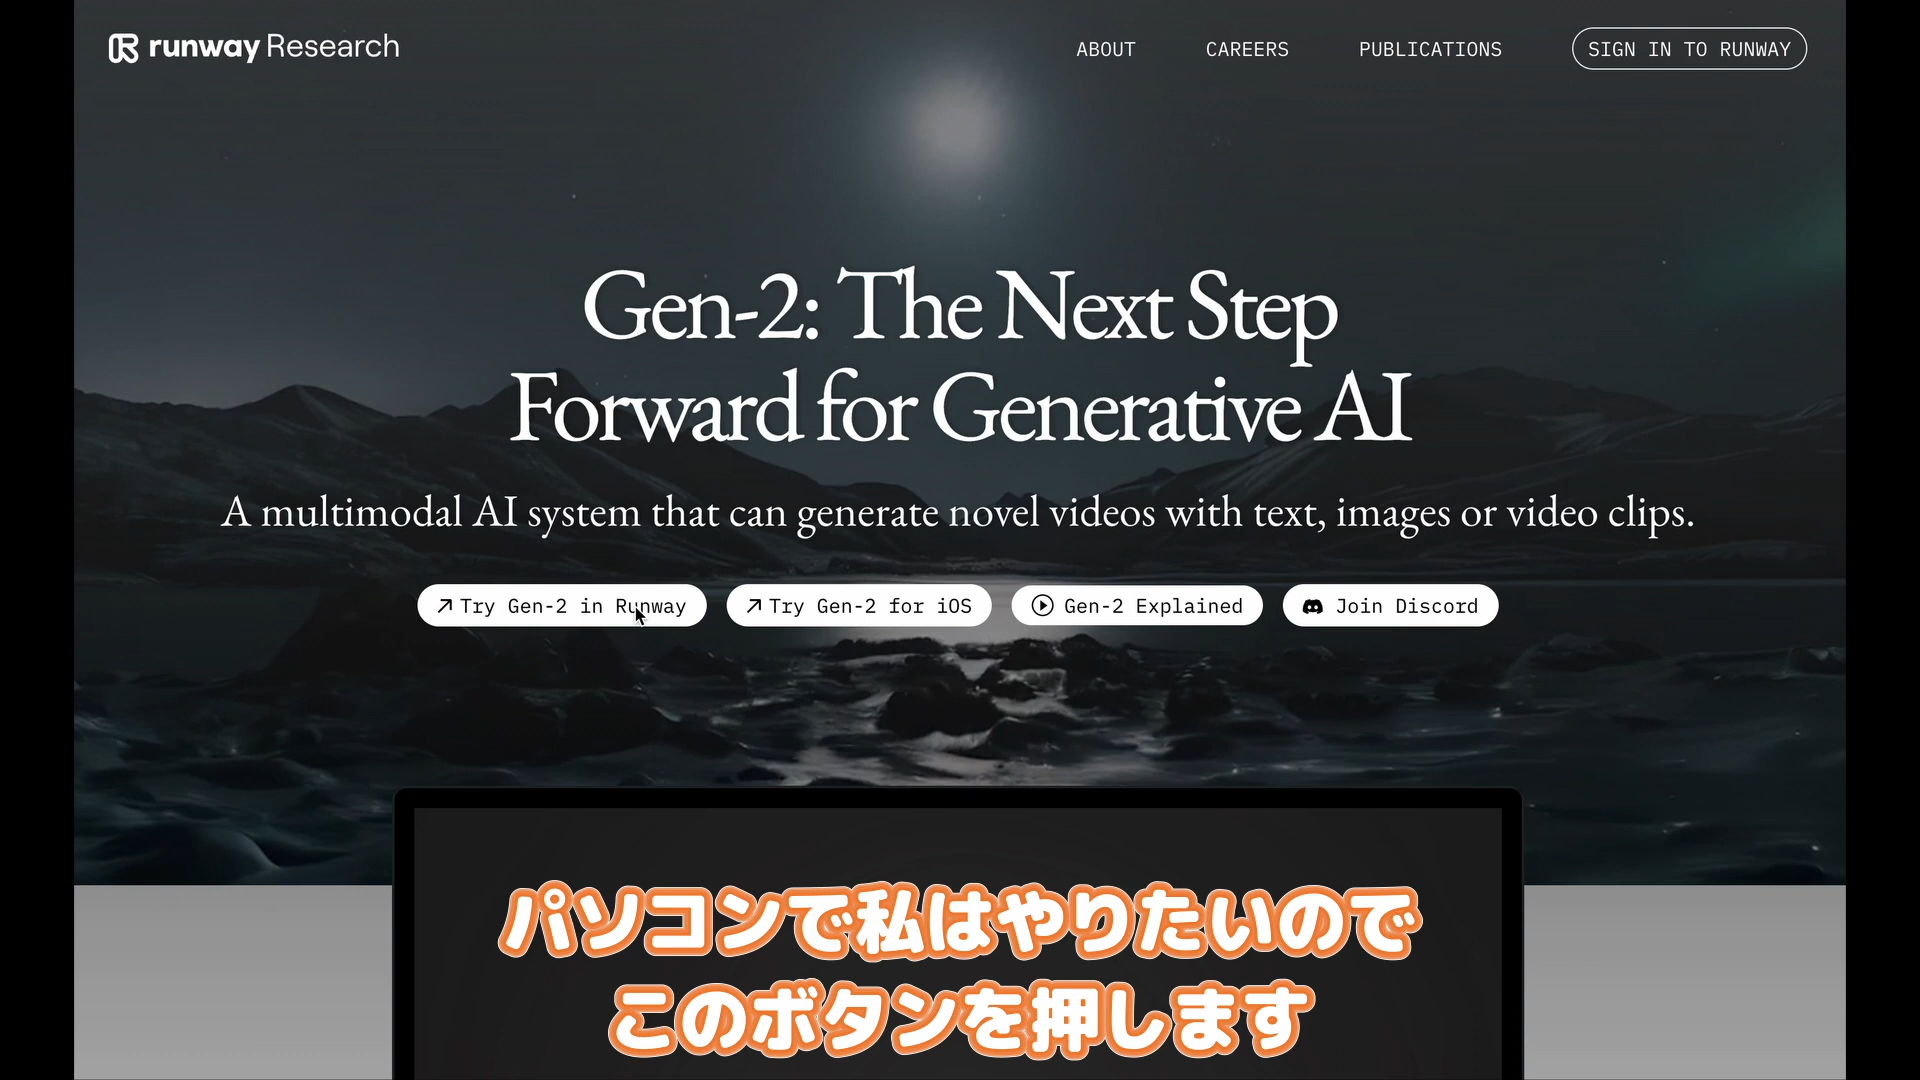 runway Research
ABOUT
CAREERS
PUBLICATIONS
SIGN IN TO RUNWAY
Gen-2: The Next Step
Forward for Generative AI
A multimodal AI system that can generate novel videos with text, images or video clips.
Try Gen-2 in Runway
Try Gen-2 for iOS
Gen-2 Explained
Join Discord
パソコンで私はやりたいので
このボタンを押します